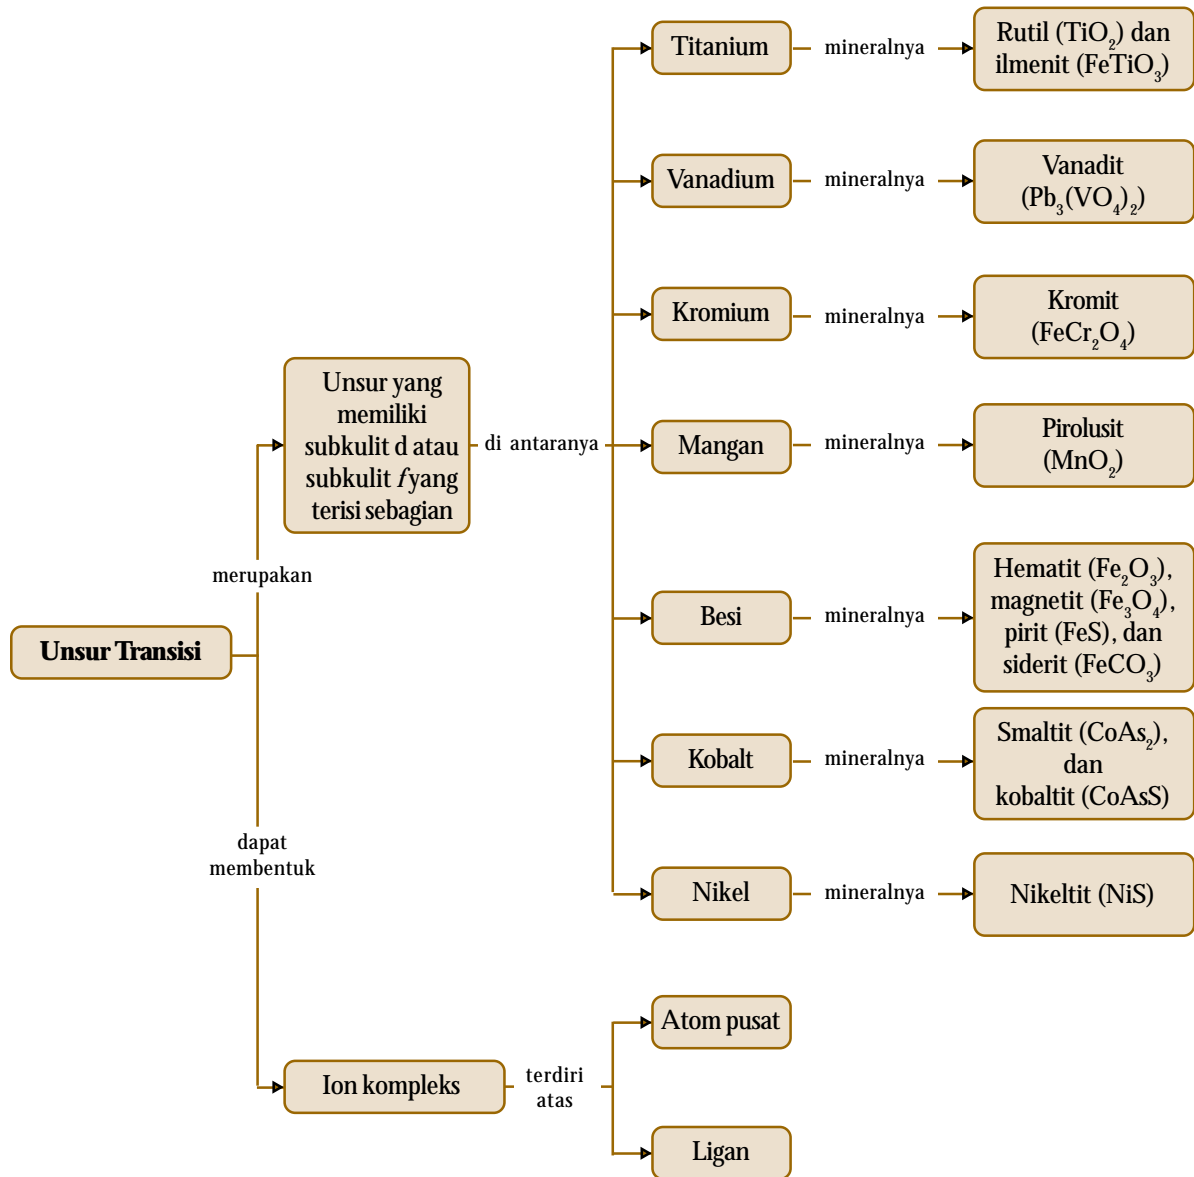 Unsur Transisi
merupakan
Unsur yang
memiliki
subkulit d atau
subkulit f yang
terisi sebagian
di antaranya
Titanium
mineralnya
Rutil (TiO₂) dan
ilmenit (FeTiO₃)
Vanadium
mineralnya
Vanadit
(Pb₃(VO₄)₂)
Kromium
mineralnya
Kromit
(FeCr₂O₄)
Mangan
mineralnya
Pirolusit
(MnO₂)
Besi
mineralnya
Hematit (Fe₂O₃),
magnetit (Fe₃O₄),
pirit (FeS), dan
siderit (FeCO₃)
Kobalt
mineralnya
Smaltit (CoAs₂),
dan
kobaltit (CoAsS)
Nikel
mineralnya
Nikeltit (NiS)
dapat
membentuk
Ion kompleks
terdiri
atas
Atom pusat
Ligan